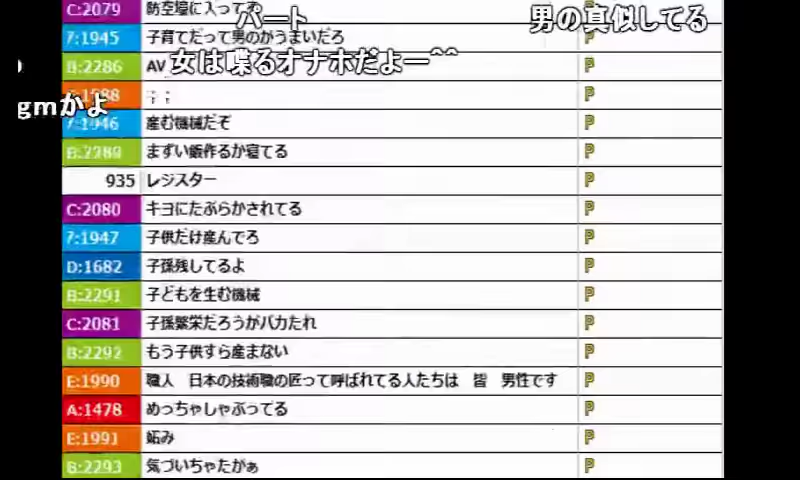 C:2079 防空壕に入ってそ P
パート
男の真似してる
7:1945 子育てだって男のがうまいだろ P
B:2286 AV P
女は喋るオナホだよー^^
；； P
gmかよ
7:1946 産む機械だぞ P
B:2289 まずい飯作るか寝てる P
935 レジスター P
C:2080 キヨにたぶらかされてる P
7:1947 子供だけ産んでろ P
D:1682 子孫残してるよ P
B:2291 子どもを生む機械 P
C:2081 子孫繁栄だろうがバカたれ P
B:2292 もう子供すら産まない P
E:1990 職人　日本の技術職の匠って呼ばれてる人たちは　皆　男性です P
A:1478 めっちゃしゃぶってる P
E:1991 妬み P
B:2293 気づいちゃたがぁ P